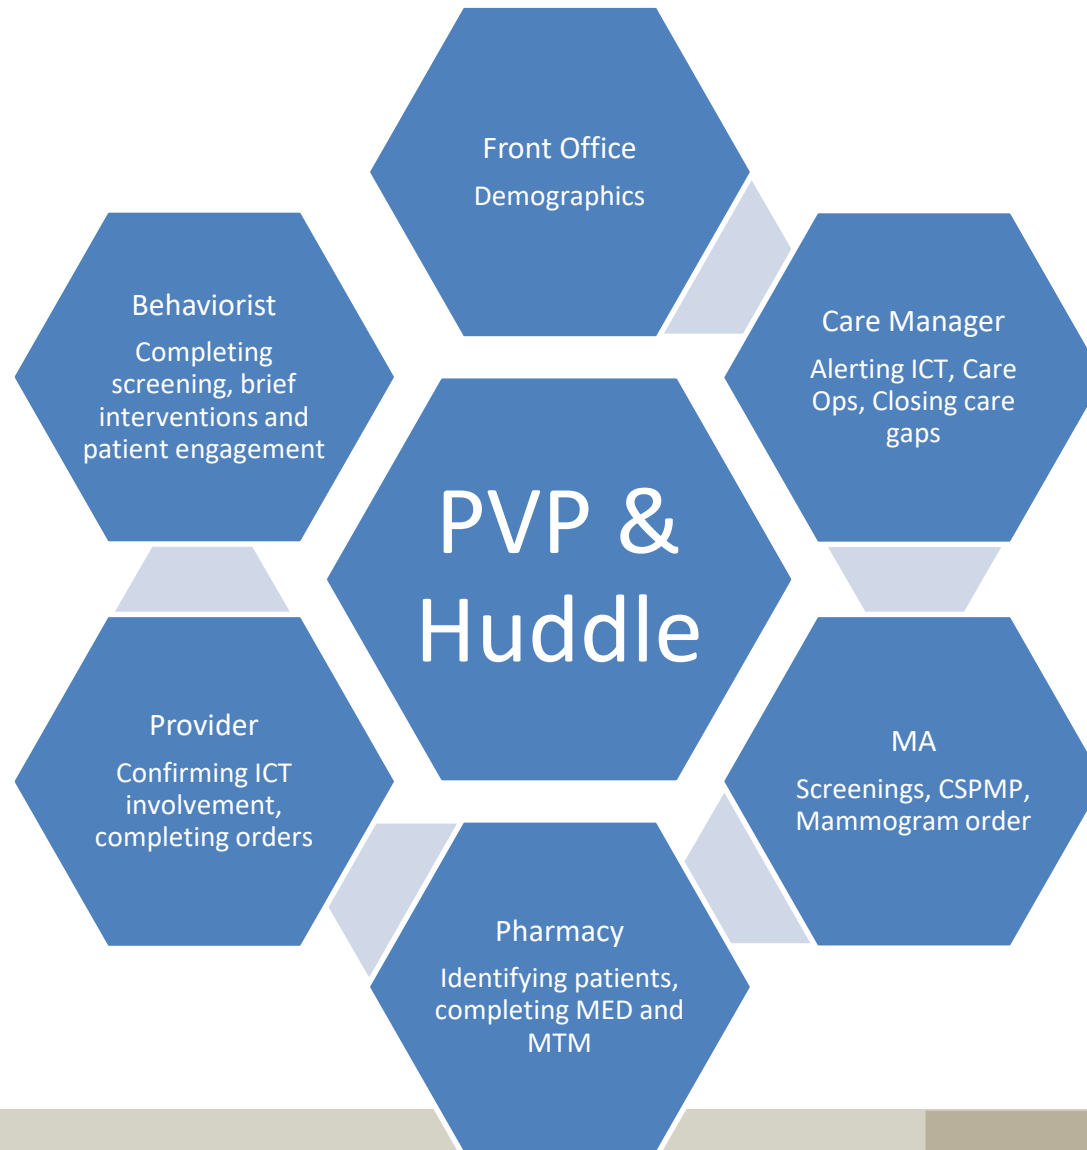 Front Office
Demographics
Care Manager
Alerting ICT, Care
Ops, Closing care
gaps
MA
Screenings, CSPMP,
Mammogram order
Pharmacy
Identifying patients,
completing MED and
MTM
Provider
Confirming ICT
involvement,
completing orders
Behaviorist
Completing
screening, brief
interventions and
patient engagement
PVP &
Huddle